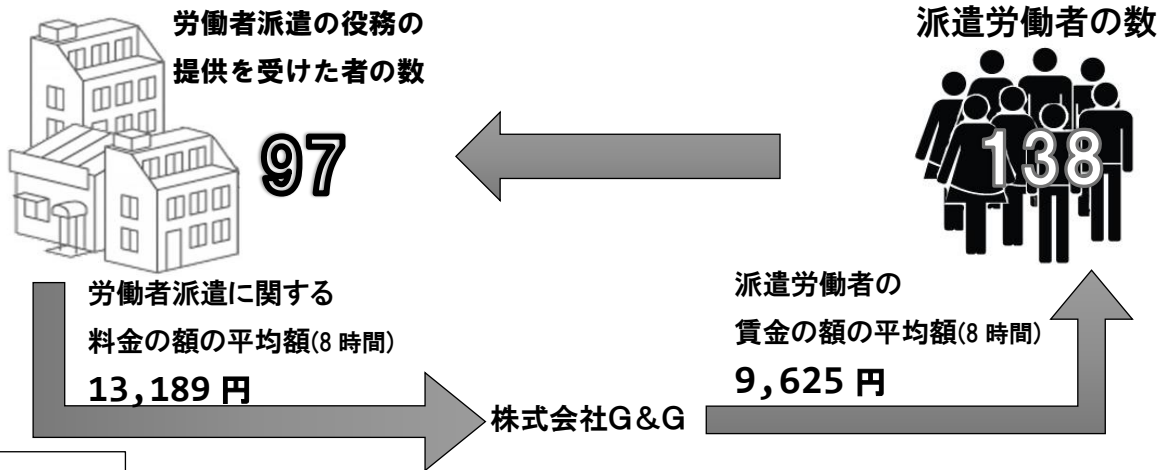 労働者派遣の役務の
提供を受けた者の数
97
派遣労働者の数
138
労働者派遣に関する
料金の額の平均額(8時間)
13,189 円
派遣労働者の
賃金の額の平均額(8時間)
9,625 円
株式会社G&G